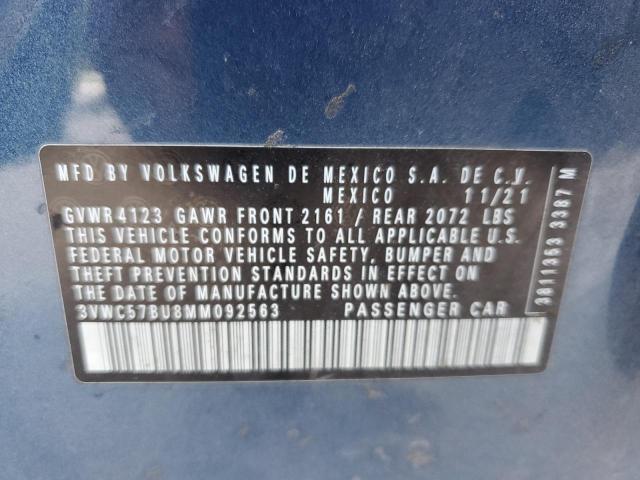 MFD BY VOLKSWAGEN DE MEXICO S.A. DE C.V.
MEXICO 11/21
GVWR 4123 GAWR FRONT 2161 / REAR 2072 LBS
THIS VEHICLE CONFORMS TO ALL APPLICABLE U.S.
FEDERAL MOTOR VEHICLE SAFETY, BUMPER AND
THEFT PREVENTION STANDARDS IN EFFECT ON
THE DATE OF MANUFACTURE SHOWN ABOVE.
3VWC57BU8MM092563 PASSENGER CAR
3811353 3387 M